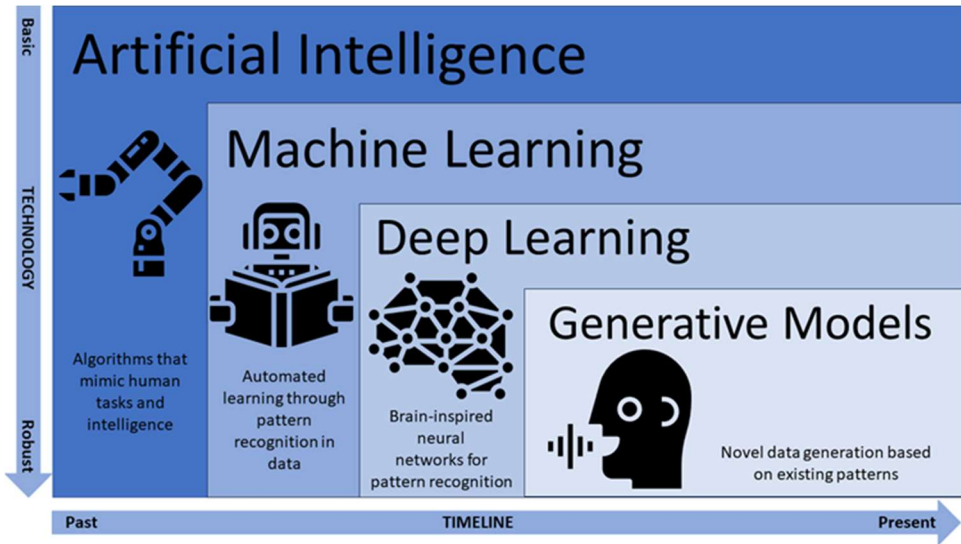 Basic
TECHNOLOGY
Robust
Artificial Intelligence
Algorithms that
mimic human
tasks and
intelligence
Machine Learning
Automated
learning through
pattern
recognition in
data
Deep Learning
Brain-inspired
neural
networks for
pattern recognition
Generative Models
Novel data generation based
on existing patterns
Past
TIMELINE
Present